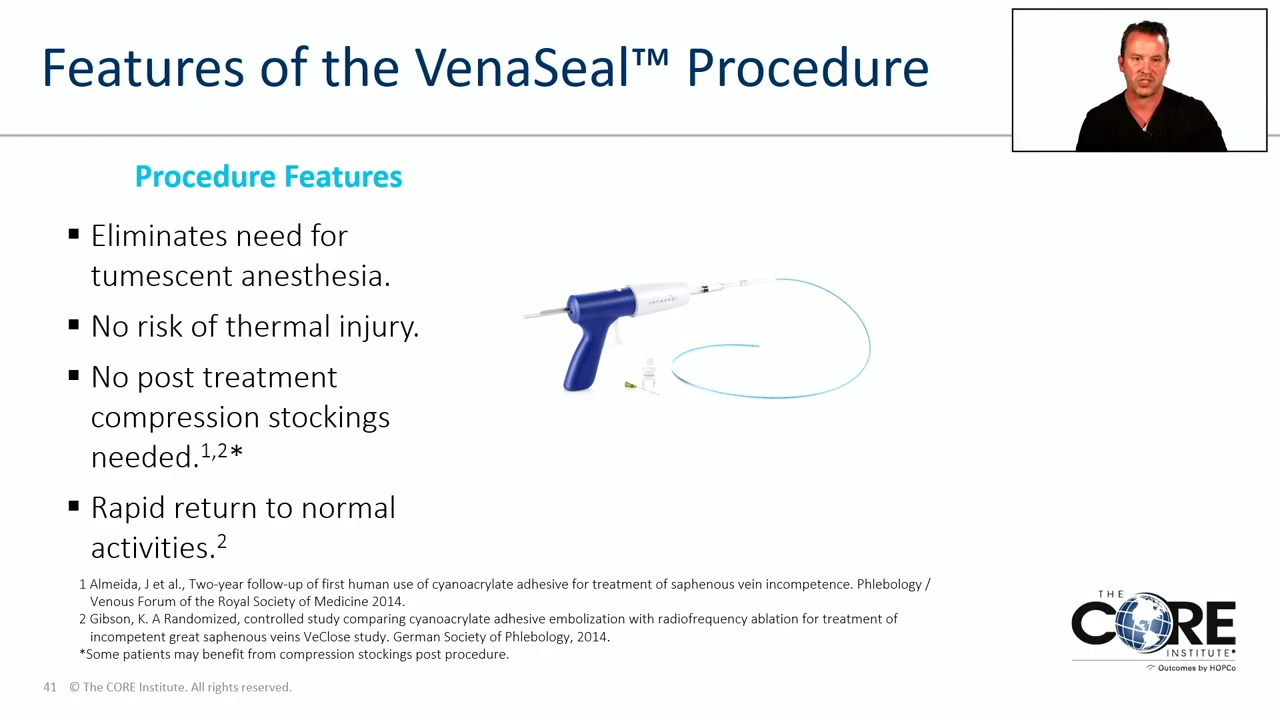 Features of the VenaSeal™ Procedure
Procedure Features
▪ Eliminates need for
tumescent anesthesia.
▪ No risk of thermal injury.
▪ No post treatment
compression stockings
needed.1,2*
▪ Rapid return to normal
activities.2
venaseal
1 Almeida, J et al., Two-year follow-up of first human use of cyanoacrylate adhesive for treatment of saphenous vein incompetence. Phlebology /
Venous Forum of the Royal Society of Medicine 2014.
2 Gibson, K. A Randomized, controlled study comparing cyanoacrylate adhesive embolization with radiofrequency ablation for treatment of
incompetent great saphenous veins VeClose study. German Society of Phlebology, 2014.
*Some patients may benefit from compression stockings post procedure.
THE
CORE
INSTITUTE®
Outcomes by HOPCo
41 © The CORE Institute. All rights reserved.